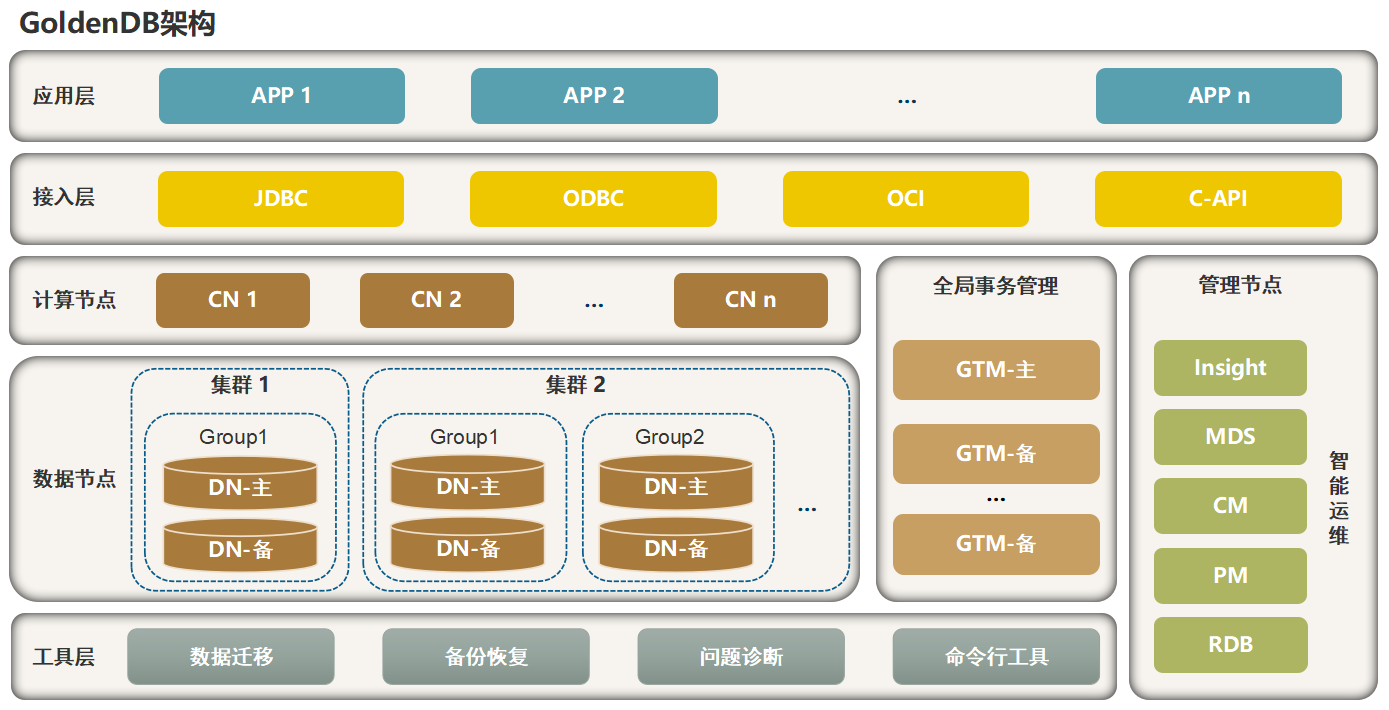 GoldenDB架构
应用层
APP 1
APP 2
...
APP n
接入层
JDBC
ODBC
OCI
C-API
计算节点
CN 1
CN 2
...
CN n
数据节点
集群 1
Group1
DN-主
DN-备
集群 2
Group1
DN-主
DN-备
Group2
DN-主
DN-备
...
全局事务管理
GTM-主
GTM-备
...
GTM-备
管理节点
Insight
MDS
CM
PM
RDB
智能运维
工具层
数据迁移
备份恢复
问题诊断
命令行工具